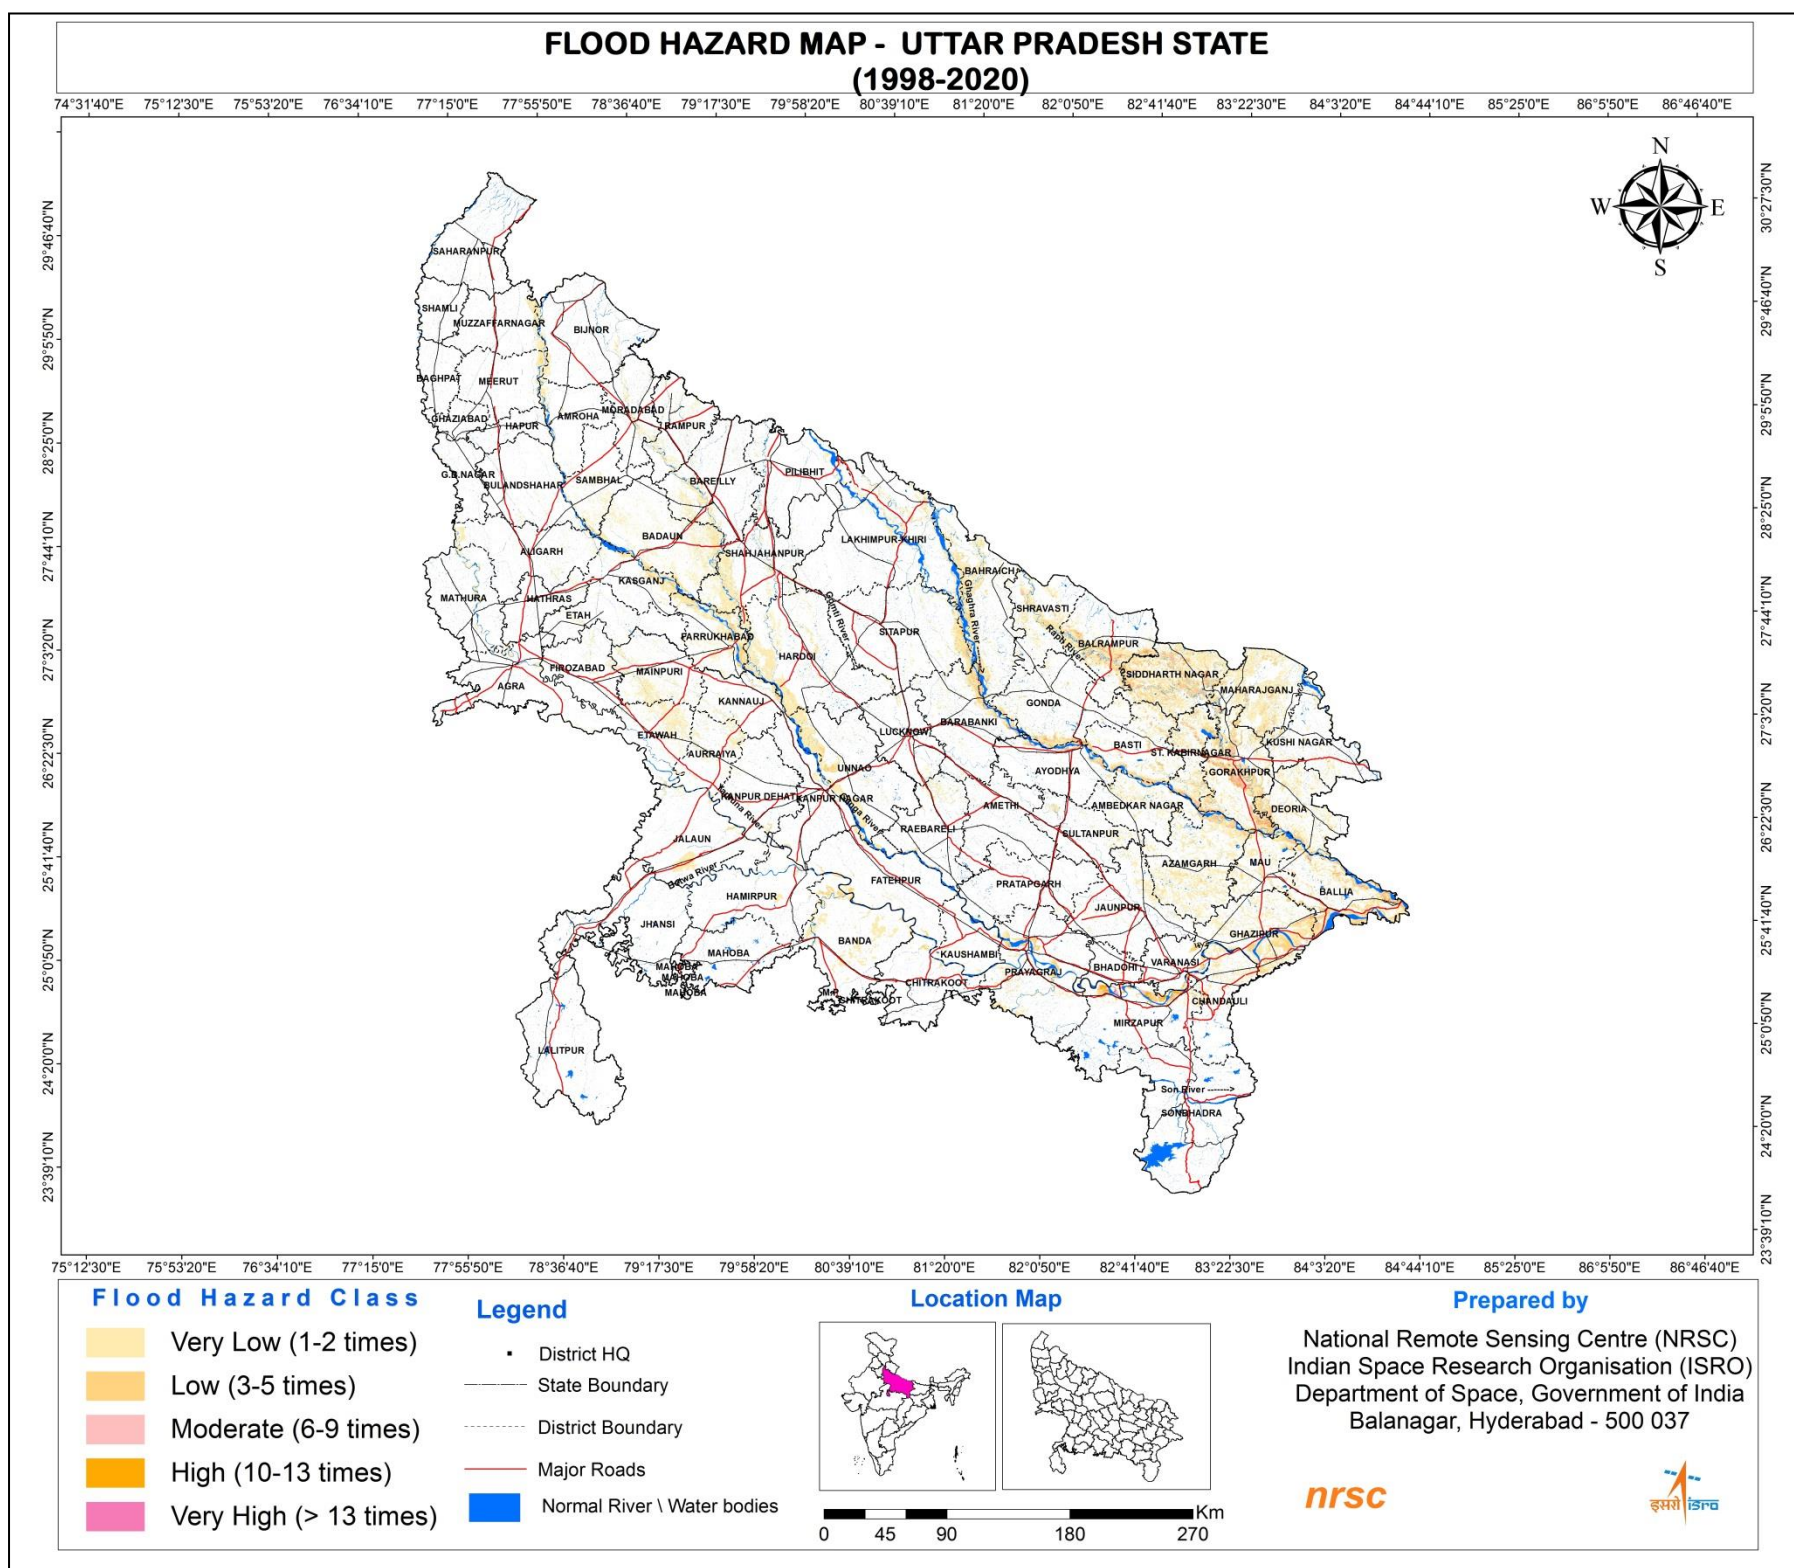 FLOOD HAZARD MAP - UTTAR PRADESH STATE
(1998-2020)
74°31'40"E 75°12'30"E 75°53'20"E 76°34'10"E 77°15'0"E 77°55'50"E 78°36'40"E 79°17'30"E 79°58'20"E 80°39'10"E 81°20'0"E 82°0'50"E 82°41'40"E 83°22'30"E 84°3'20"E 84°44'10"E 85°25'0"E 86°5'50"E 86°46'40"E
N
W E
S
29°46'40"N
29°5'50"N
28°25'0"N
27°44'10"N
27°3'20"N
26°22'30"N
25°41'40"N
25°0'50"N
24°20'0"N
23°39'10"N
30°27'30"N
29°46'40"N
29°5'50"N
28°25'0"N
27°44'10"N
27°3'20"N
26°22'30"N
25°41'40"N
25°0'50"N
24°20'0"N
23°39'10"N
SAHARANPUR
SHAMLI
MUZZAFFARNAGAR
BIJNOR
BAGHPAT
MEERUT
GHAZIABAD
HAPUR
AMROHA
MORADABAD
RAMPUR
G.B.NAGAR
BULANDSHAHAR
SAMBHAL
BAREILLY
PILIBHIT
ALIGARH
BADAUN
SHAHJAHANPUR
LAKHIMPUR-KHIRI
BAHRAICH
KASGANJ
MATHURA
HATHRAS
ETAH
SHRAVASTI
Gumti River
Ghaghra River
Rapti River
FARRUKHABAD
SITAPUR
BALRAMPUR
HARDOI
FIROZABAD
MAINPURI
AGRA
SIDDHARTH NAGAR
MAHARAJGANJ
KANNAUJ
GONDA
ETAWAH
LUCKNOW
BARABANKI
BASTI
KUSHI NAGAR
AURRAIYA
ST. KABIRNAGAR
UNNAO
AYODHYA
GORAKHPUR
KANPUR DEHAT
KANPUR NAGAR
AMETHI
AMBEDKAR NAGAR
DEORIA
Yamuna River
Ganga River
JALAUN
RAEBARELI
SULTANPUR
Betwa River
AZAMGARH
MAU
FATEHPUR
PRATAPGARH
BALLIA
HAMIRPUR
JAUNPUR
JHANSI
GHAZIPUR
BANDA
MAHOBA
KAUSHAMBI
MAHOBA
MAHOBA
MAHOBA
PRAYAGRAJ
BHADOHI
VARANASI
CHITRAKOOT
M.P.
CHITRAKOOT
CHANDAULI
MIRZAPUR
LALITPUR
Son River ------->
SONBHADRA
75°12'30"E 75°53'20"E 76°34'10"E 77°15'0"E 77°55'50"E 78°36'40"E 79°17'30"E 79°58'20"E 80°39'10"E 81°20'0"E 82°0'50"E 82°41'40"E 83°22'30"E 84°3'20"E 84°44'10"E 85°25'0"E 86°5'50"E 86°46'40"E
Flood Hazard Class
Very Low (1-2 times)
Low (3-5 times)
Moderate (6-9 times)
High (10-13 times)
Very High (> 13 times)
Legend
District HQ
State Boundary
District Boundary
Major Roads
Normal River \ Water bodies
Location Map
Km
0 45 90 180 270
Prepared by
National Remote Sensing Centre (NRSC)
Indian Space Research Organisation (ISRO)
Department of Space, Government of India
Balanagar, Hyderabad - 500 037
nrsc
इसरो isro